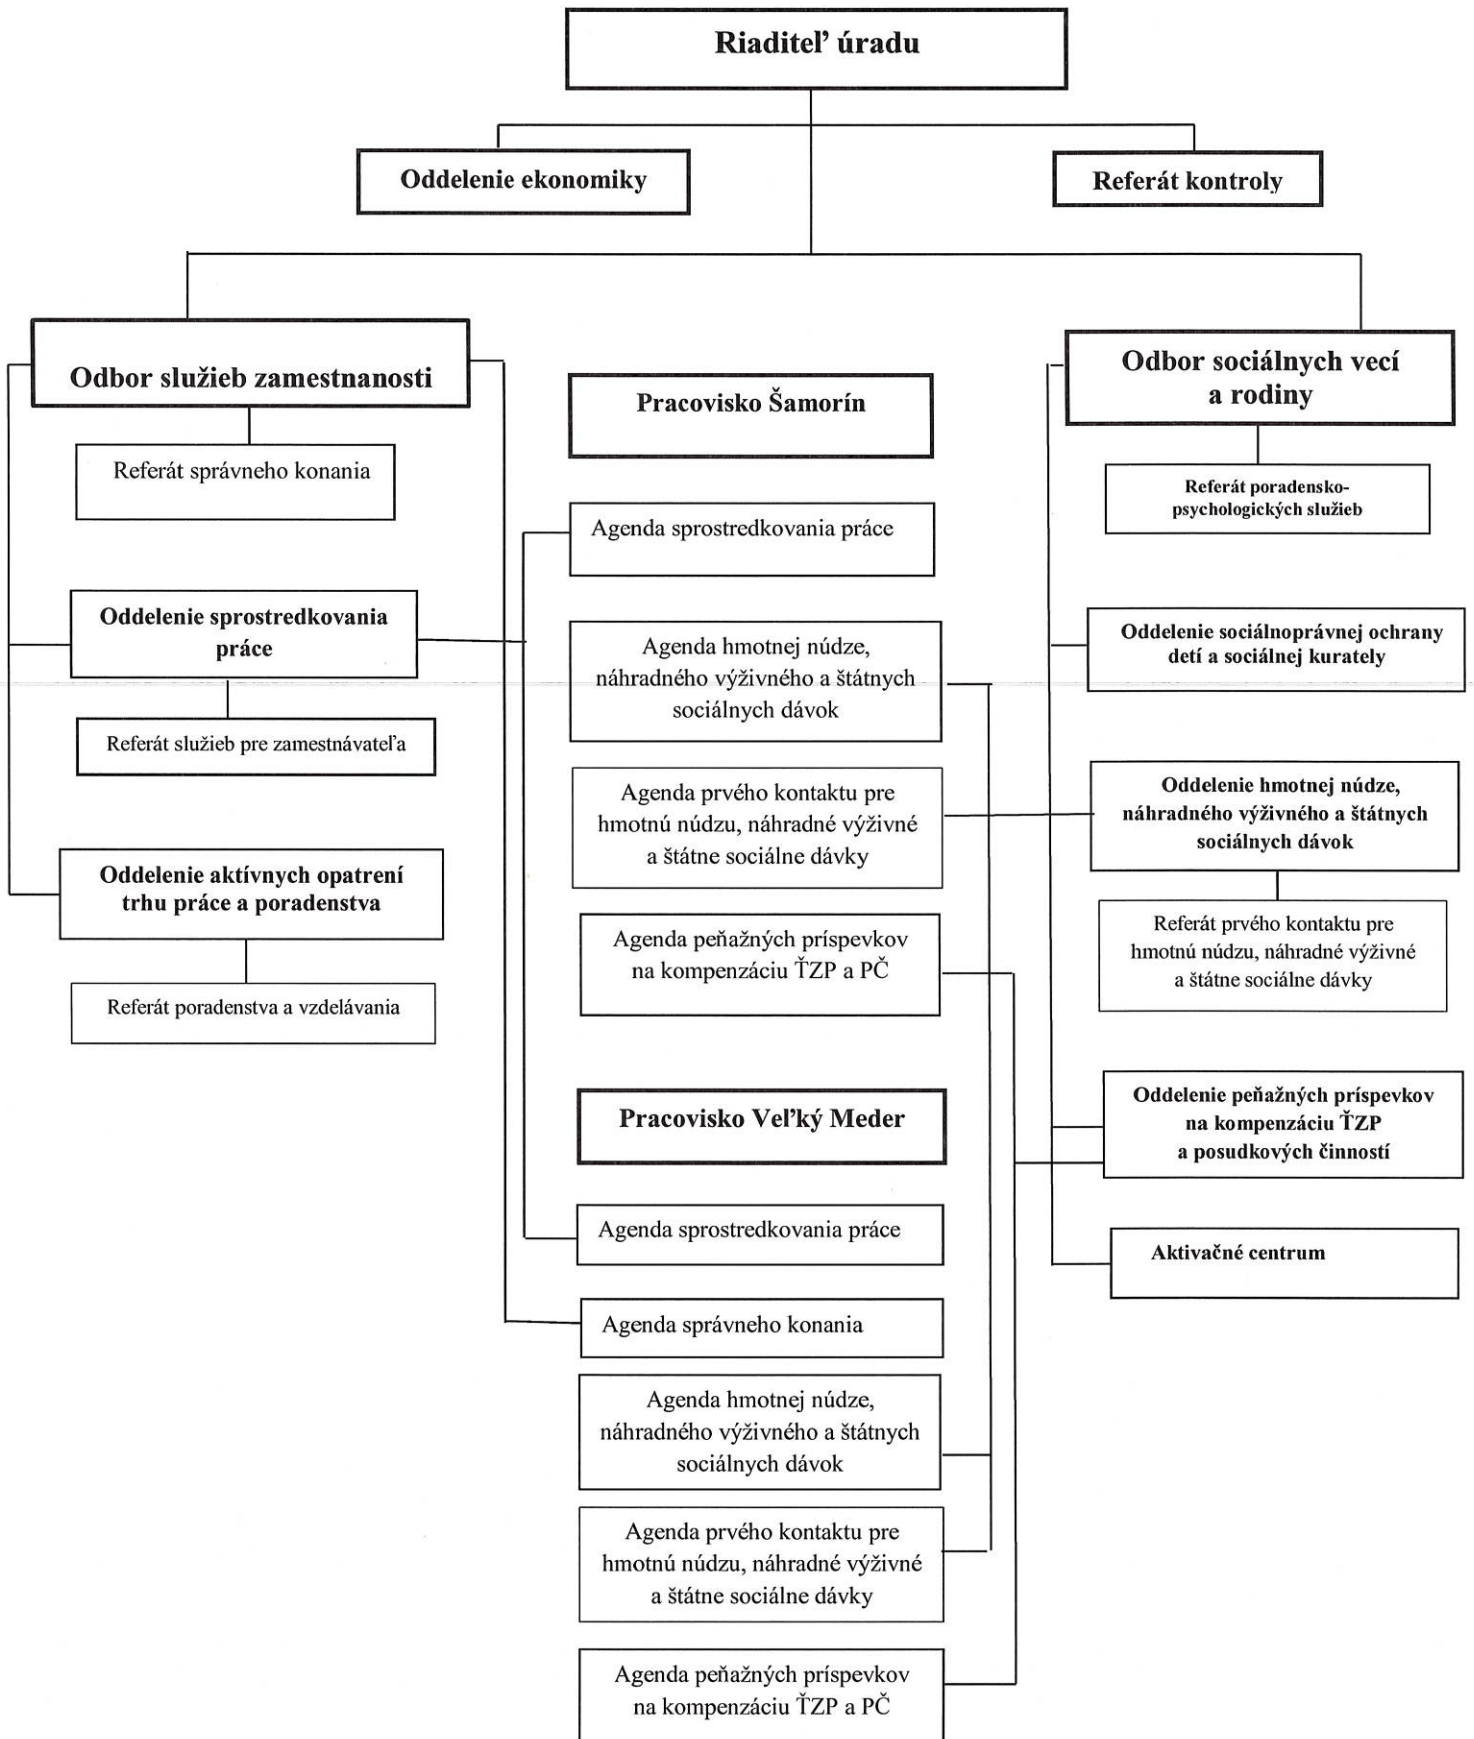 Riaditeľ úradu
Oddelenie ekonomiky
Referát kontroly
Odbor služieb zamestnanosti
Referát správneho konania
Oddelenie sprostredkovania
práce
Referát služieb pre zamestnávateľa
Oddelenie aktívnych opatrení
trhu práce a poradenstva
Referát poradenstva a vzdelávania
Pracovisko Šamorín
Agenda sprostredkovania práce
Agenda hmotnej núdze,
náhradného výživného a štátnych
sociálnych dávok
Agenda prvého kontaktu pre
hmotnú núdzu, náhradné výživné
a štátne sociálne dávky
Agenda peňažných príspevkov
na kompenzáciu ŤZP a PČ
Pracovisko Veľký Meder
Agenda sprostredkovania práce
Agenda správneho konania
Agenda hmotnej núdze,
náhradného výživného a štátnych
sociálnych dávok
Agenda prvého kontaktu pre
hmotnú núdzu, náhradné výživné
a štátne sociálne dávky
Agenda peňažných príspevkov
na kompenzáciu ŤZP a PČ
Odbor sociálnych vecí
a rodiny
Referát poradensko-
psychologických služieb
Oddelenie sociálnoprávnej ochrany
detí a sociálnej kurately
Oddelenie hmotnej núdze,
náhradného výživného a štátnych
sociálnych dávok
Referát prvého kontaktu pre
hmotnú núdzu, náhradné výživné
a štátne sociálne dávky
Oddelenie peňažných príspevkov
na kompenzáciu ŤZP
a posudkových činností
Aktivačné centrum